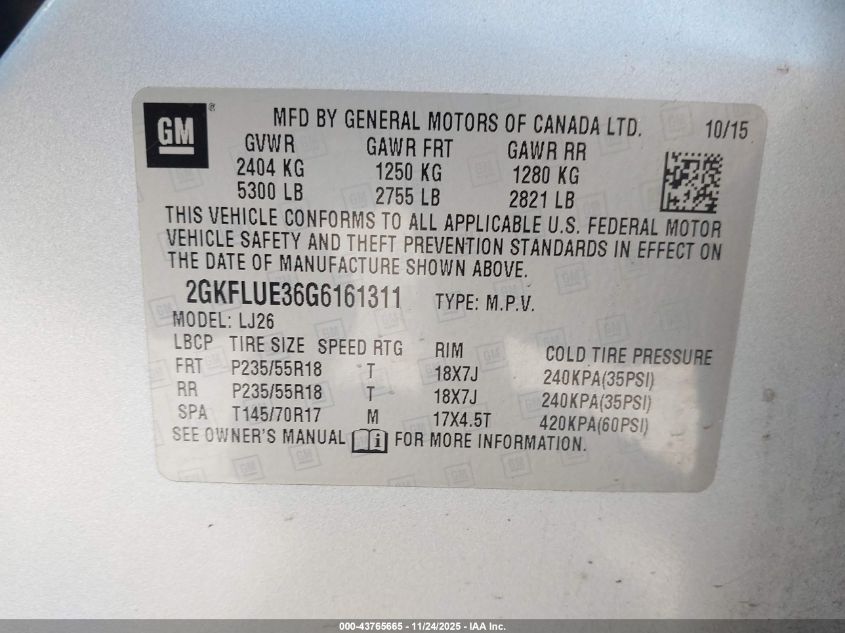 GM ®
MFD BY GENERAL MOTORS OF CANADA LTD. 10/15
GVWR GAWR FRT GAWR RR
2404 KG 1250 KG 1280 KG
5300 LB 2755 LB 2821 LB
THIS VEHICLE CONFORMS TO ALL APPLICABLE U.S. FEDERAL MOTOR
VEHICLE SAFETY AND THEFT PREVENTION STANDARDS IN EFFECT ON
THE DATE OF MANUFACTURE SHOWN ABOVE.
2GKFLUE36G6161311 TYPE: M.P.V.
MODEL: LJ26
LBCP TIRE SIZE SPEED RTG RIM COLD TIRE PRESSURE
FRT P235/55R18 T 18X7J 240KPA(35PSI)
RR P235/55R18 T 18X7J 240KPA(35PSI)
SPA T145/70R17 M 17X4.5T 420KPA(60PSI)
SEE OWNER'S MANUAL i FOR MORE INFORMATION.
000-43765665 - 11/24/2025 - IAA Inc.